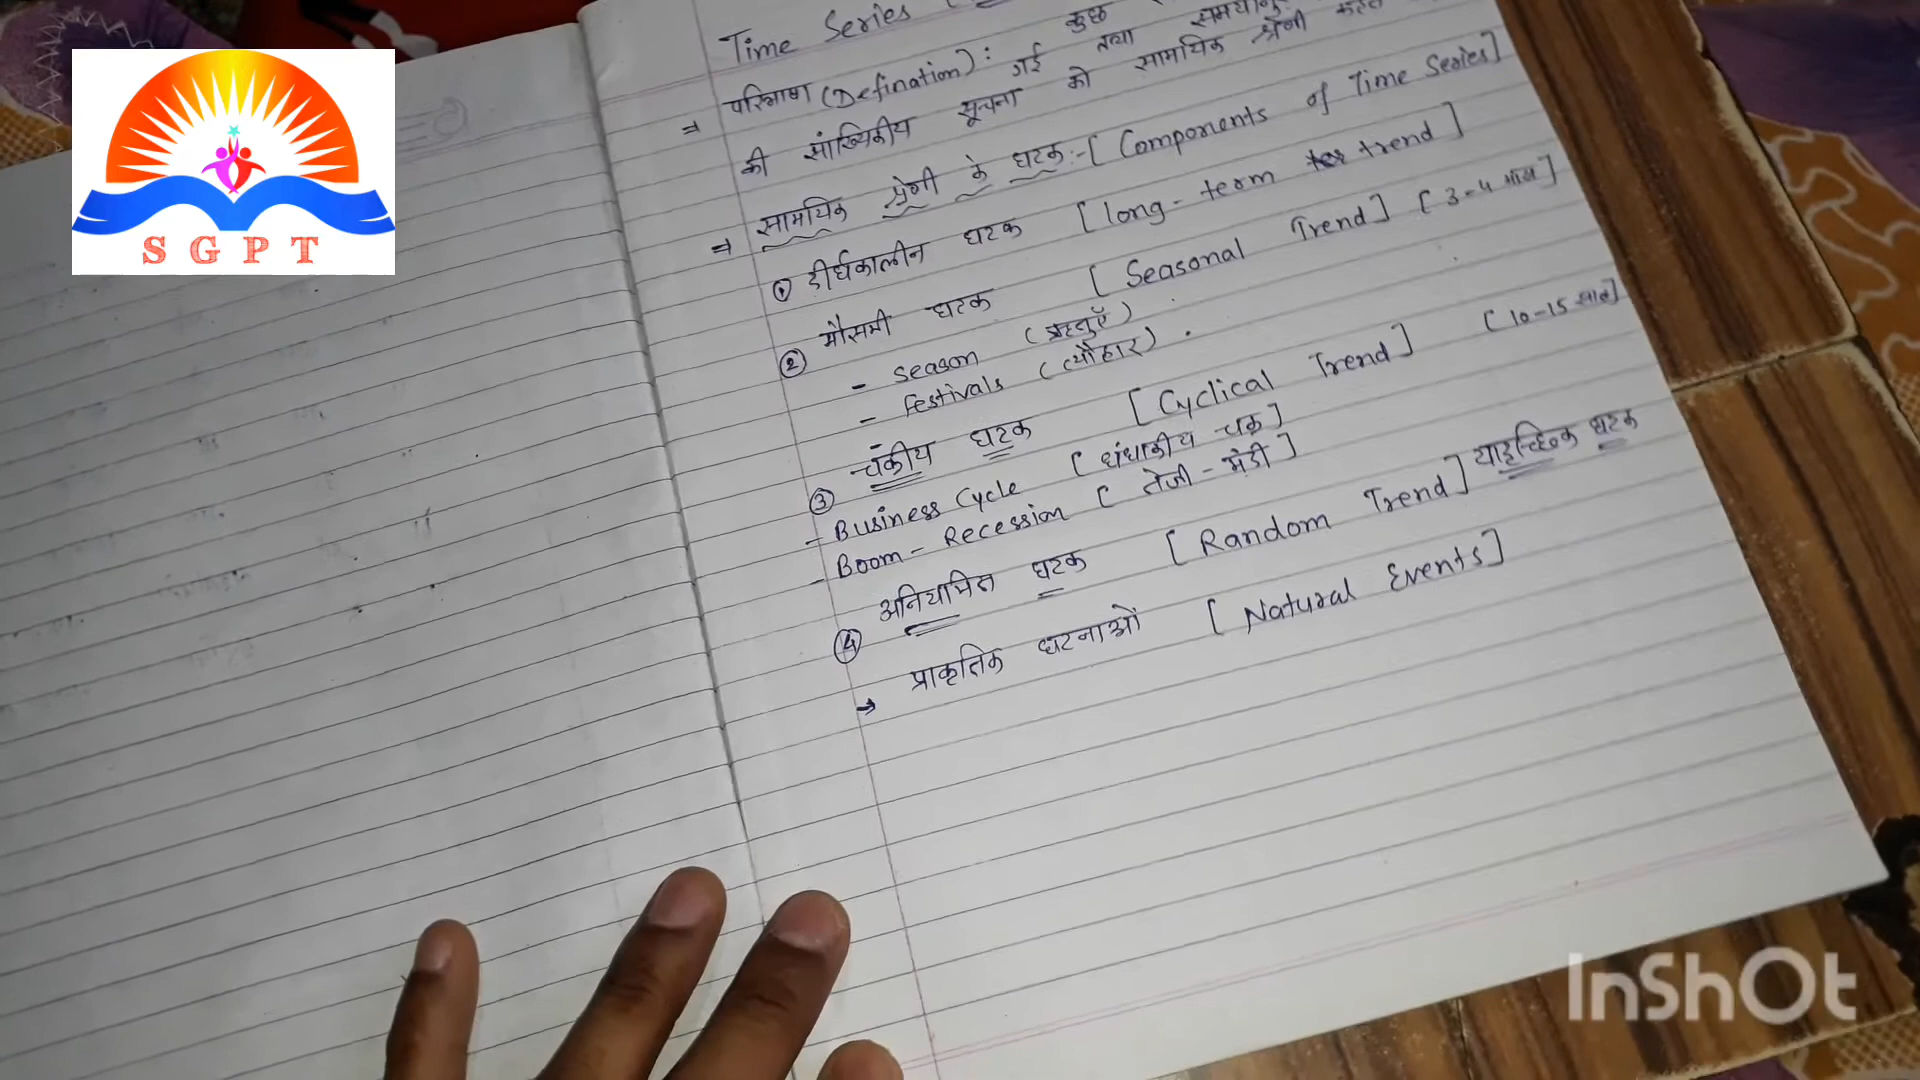 SGPT
Time Series (
⇒ परिभाषा (Defination): कुछ
गई तथा समयानु
की सांख्यिकीय सूचना को सामयिक श्रेणी कहते
⇒ सामयिक श्रेणी के घटक:-[Components of Time Series]
① दीर्घकालीन घटक [long-term trend]
② मौसमी घटक [Seasonal Trend] [3-4 मास]
- Season (ऋतुएँ)
- Festivals (त्यौहार).
③ चक्रीय घटक [Cyclical Trend] [10-15 साल]
- Business Cycle [धंधाकीय चक्र]
- Boom - Recession [तेजी - मंदी]
④ अनियामित घटक [Random Trend] यादृच्छिक घटक
→ प्राकृतिक घटनाओं [Natural Events]
InShOt